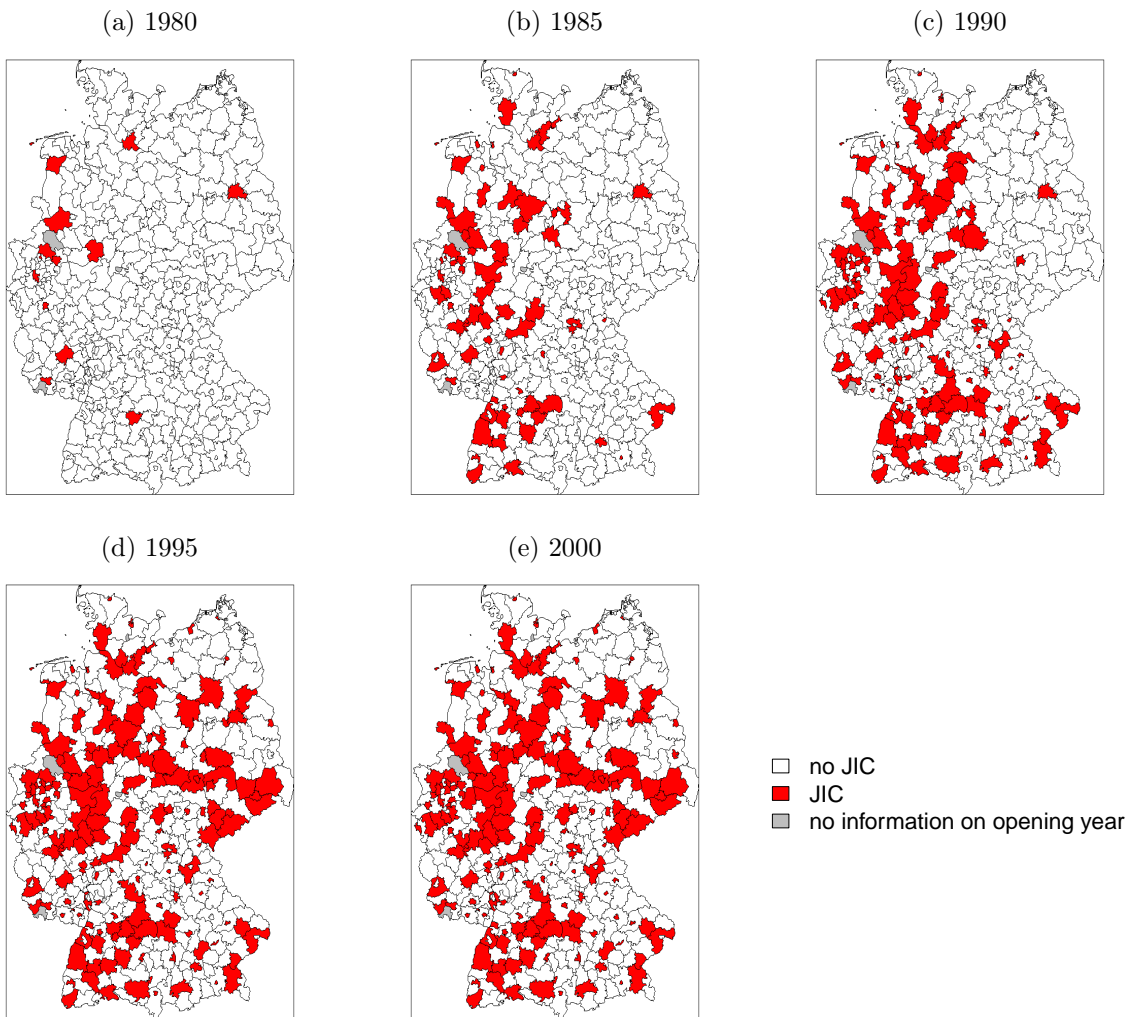 (a) 1980
(b) 1985
(c) 1990
(d) 1995
(e) 2000
no JIC
JIC
no information on opening year